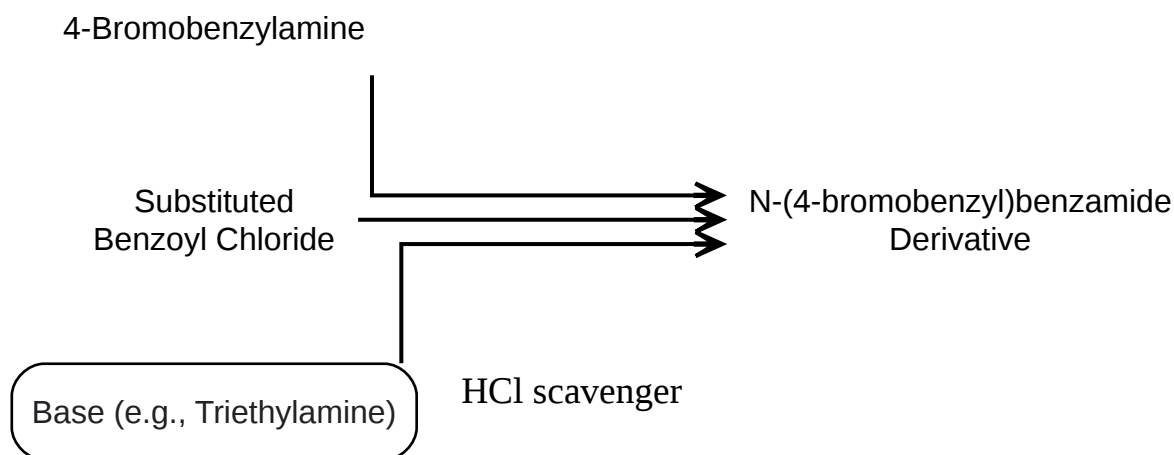 4-Bromobenzylamine
Substituted
Benzoyl Chloride
N-(4-bromobenzyl)benzamide
Derivative
Base (e.g., Triethylamine)
HCl scavenger